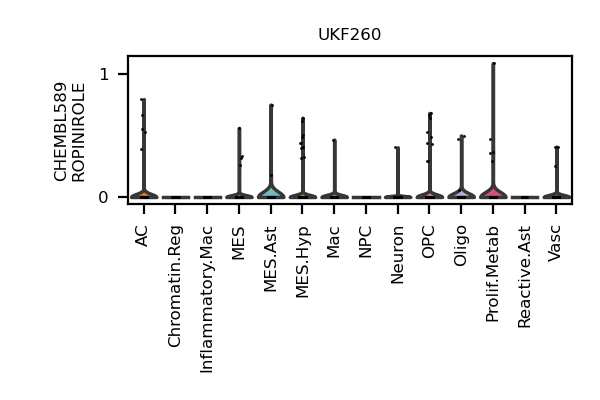 UKF260
CHEMBL589
ROPINIROLE
1
0
AC
Chromatin.Reg
Inflammatory.Mac
MES
MES.Ast
MES.Hyp
Mac
NPC
Neuron
OPC
Oligo
Prolif.Metab
Reactive.Ast
Vasc